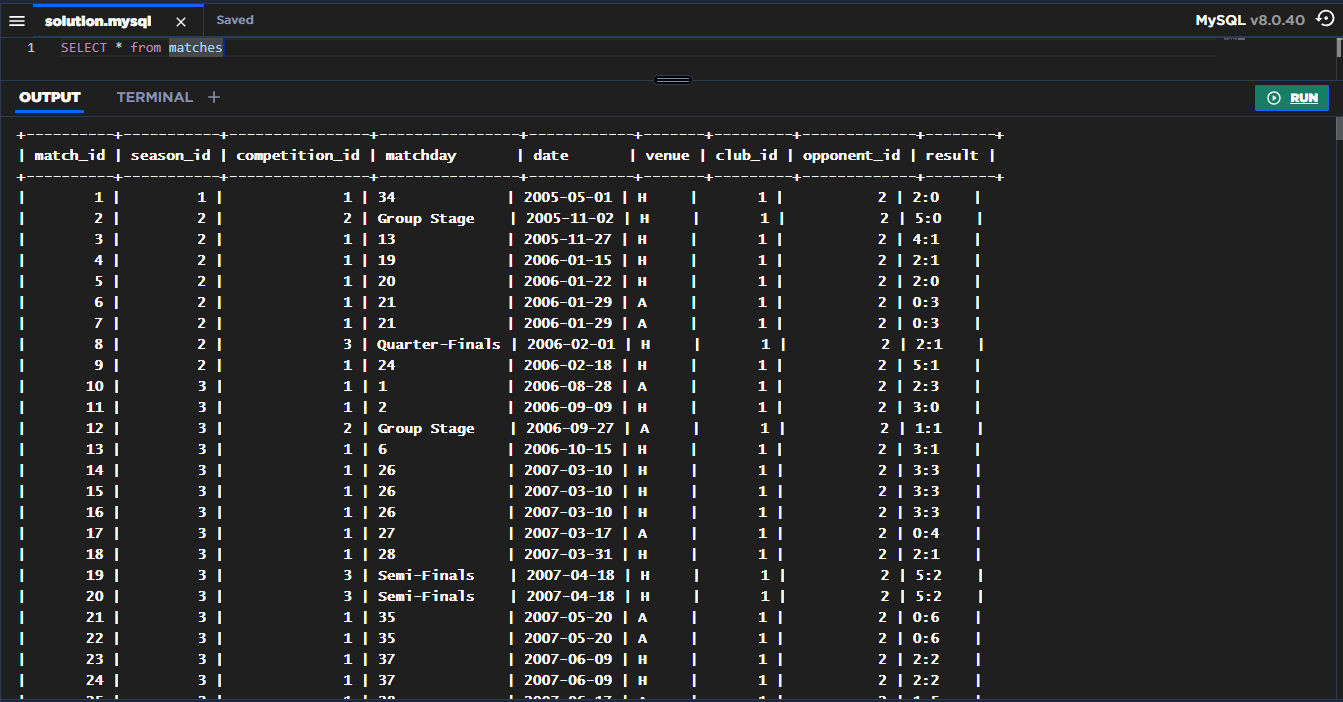 solution.mysql × Saved MySQL v8.0.40
1 SELECT * from matches
OUTPUT TERMINAL + RUN
+----------+-----------+----------------+----------------+------------+-------+---------+-------------+--------+
| match_id | season_id | competition_id | matchday | date | venue | club_id | opponent_id | result |
+----------+-----------+----------------+----------------+------------+-------+---------+-------------+--------+
| 1 | 1 | 1 | 34 | 2005-05-01 | H | 1 | 2 | 2:0 |
| 2 | 2 | 2 | Group Stage | 2005-11-02 | H | 1 | 2 | 5:0 |
| 3 | 2 | 1 | 13 | 2005-11-27 | H | 1 | 2 | 4:1 |
| 4 | 2 | 1 | 19 | 2006-01-15 | H | 1 | 2 | 2:1 |
| 5 | 2 | 1 | 20 | 2006-01-22 | H | 1 | 2 | 2:0 |
| 6 | 2 | 1 | 21 | 2006-01-29 | A | 1 | 2 | 0:3 |
| 7 | 2 | 1 | 21 | 2006-01-29 | A | 1 | 2 | 0:3 |
| 8 | 2 | 3 | Quarter-Finals | 2006-02-01 | H | 1 | 2 | 2:1 |
| 9 | 2 | 1 | 24 | 2006-02-18 | H | 1 | 2 | 5:1 |
| 10 | 3 | 1 | 1 | 2006-08-28 | A | 1 | 2 | 2:3 |
| 11 | 3 | 1 | 2 | 2006-09-09 | H | 1 | 2 | 3:0 |
| 12 | 3 | 2 | Group Stage | 2006-09-27 | A | 1 | 2 | 1:1 |
| 13 | 3 | 1 | 6 | 2006-10-15 | H | 1 | 2 | 3:1 |
| 14 | 3 | 1 | 26 | 2007-03-10 | H | 1 | 2 | 3:3 |
| 15 | 3 | 1 | 26 | 2007-03-10 | H | 1 | 2 | 3:3 |
| 16 | 3 | 1 | 26 | 2007-03-10 | H | 1 | 2 | 3:3 |
| 17 | 3 | 1 | 27 | 2007-03-17 | A | 1 | 2 | 0:4 |
| 18 | 3 | 1 | 28 | 2007-03-31 | H | 1 | 2 | 2:1 |
| 19 | 3 | 3 | Semi-Finals | 2007-04-18 | H | 1 | 2 | 5:2 |
| 20 | 3 | 3 | Semi-Finals | 2007-04-18 | H | 1 | 2 | 5:2 |
| 21 | 3 | 1 | 35 | 2007-05-20 | A | 1 | 2 | 0:6 |
| 22 | 3 | 1 | 35 | 2007-05-20 | A | 1 | 2 | 0:6 |
| 23 | 3 | 1 | 37 | 2007-06-09 | H | 1 | 2 | 2:2 |
| 24 | 3 | 1 | 37 | 2007-06-09 | H | 1 | 2 | 2:2 |